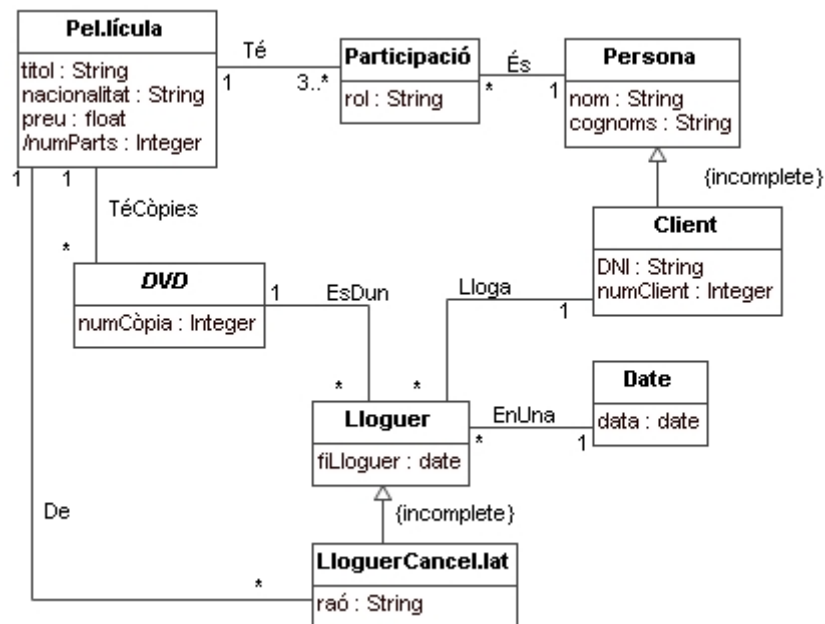 Pel.lícula
titol : String
nacionalitat : String
preu : float
/numParts : Integer
Té
1
3..*
Participació
rol : String
És
*
1
Persona
nom : String
cognoms : String
{incomplete}
1
1
TéCòpies
*
DVD
numCòpia : Integer
1
EsDun
*
Client
DNI : String
numClient : Integer
Lloga
1
*
Lloguer
fiLloguer : date
EnUna
*
1
Date
data : date
{incomplete}
De
*
LloguerCancel.lat
raó : String